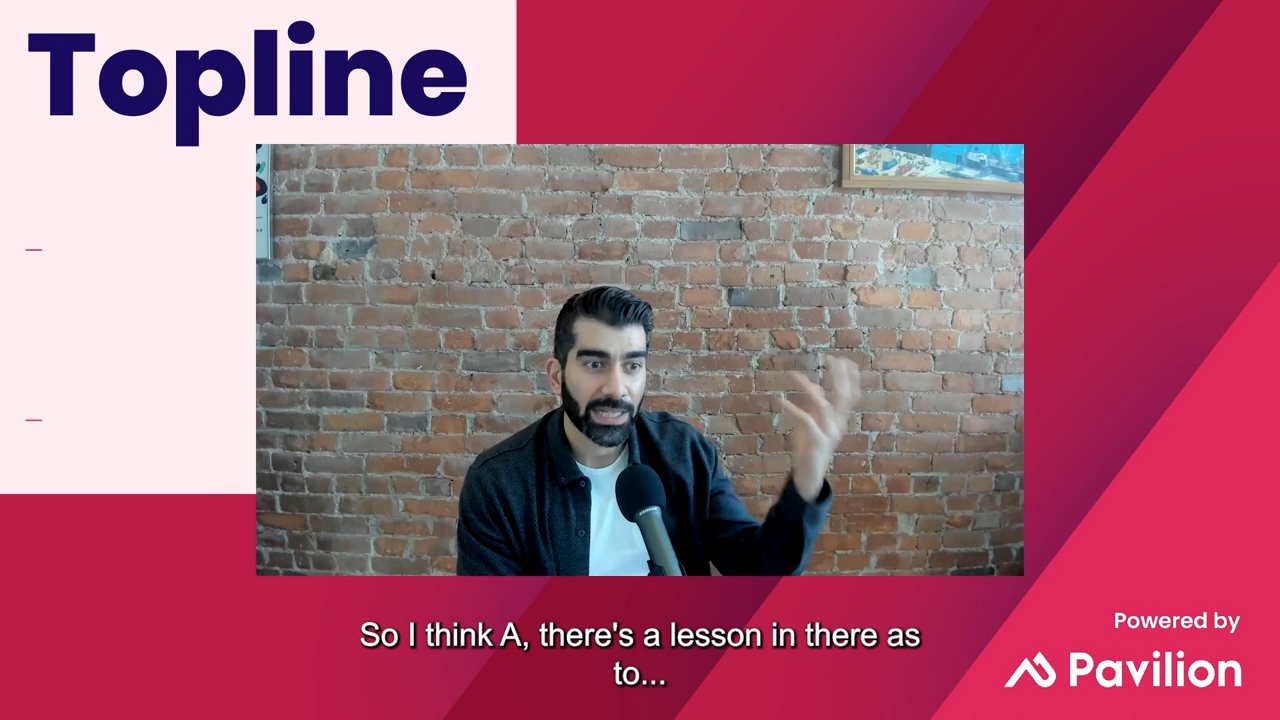 Topline
So I think A, there's a lesson in there as
to...
Powered by
Pavilion